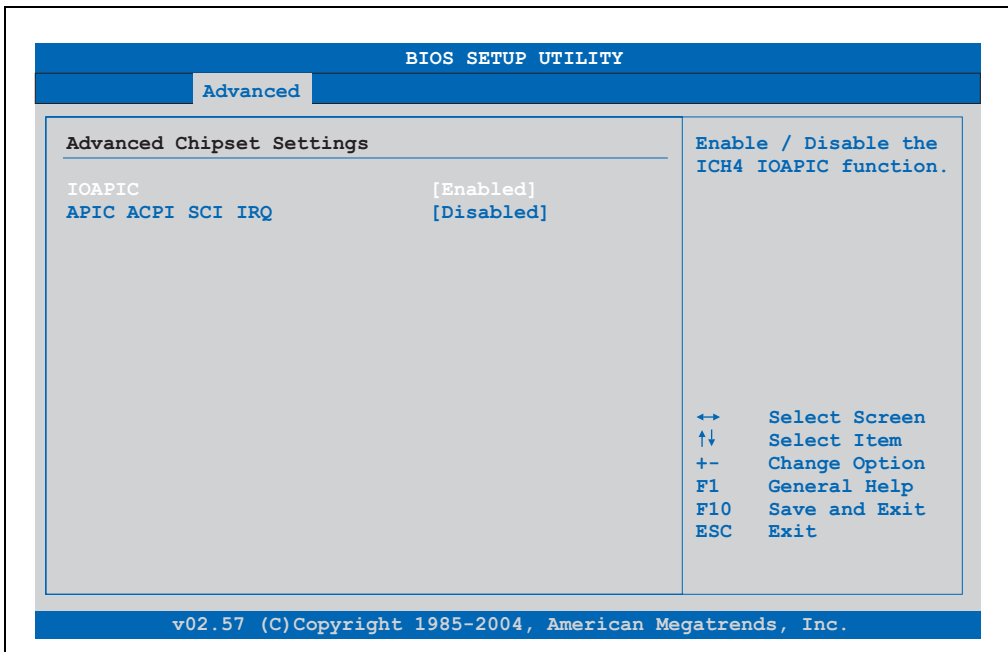 BIOS SETUP UTILITY
Advanced
Advanced Chipset Settings
IOAPIC [Enabled]
APIC ACPI SCI IRQ [Disabled]
Enable / Disable the
ICH4 IOAPIC function.
↔ Select Screen
↑↓ Select Item
+- Change Option
F1 General Help
F10 Save and Exit
ESC Exit
v02.57 (C)Copyright 1985-2004, American Megatrends, Inc.